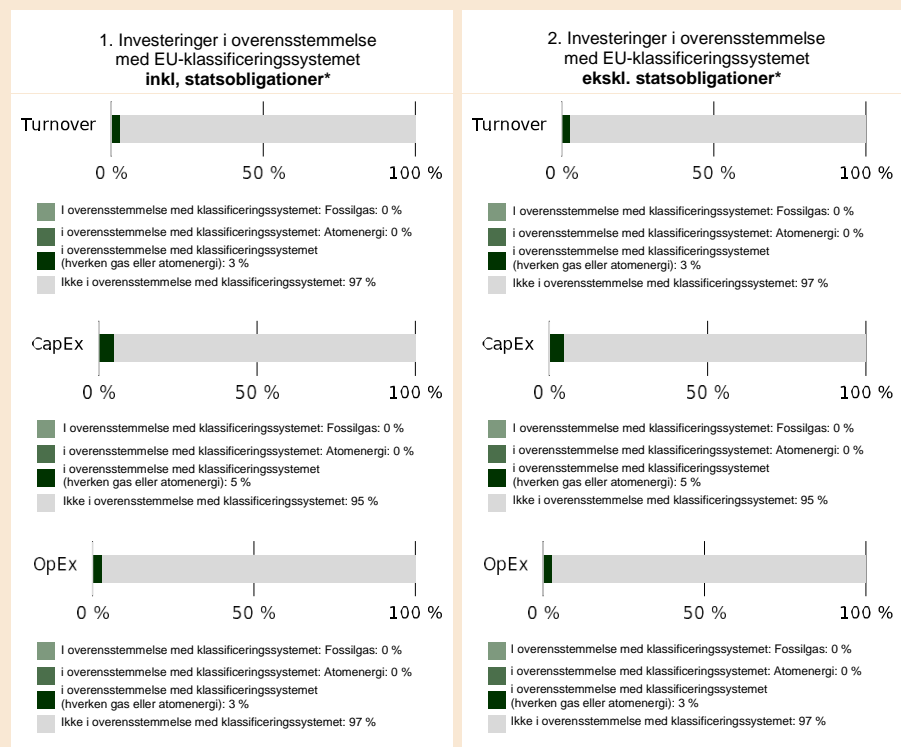 1. Investeringer i overensstemmelse
med EU-klassificeringssystemet
inkl, statsobligationer*
Turnover
0 % 50 % 100 %
I overensstemmelse med klassificeringssystemet: Fossilgas: 0 %
i overensstemmelse med klassificeringssystemet: Atomenergi: 0 %
i overensstemmelse med klassificeringssystemet
(hverken gas eller atomenergi): 3 %
Ikke i overensstemmelse med klassificeringssystemet: 97 %
CapEx
0 % 50 % 100 %
I overensstemmelse med klassificeringssystemet: Fossilgas: 0 %
i overensstemmelse med klassificeringssystemet: Atomenergi: 0 %
i overensstemmelse med klassificeringssystemet
(hverken gas eller atomenergi): 5 %
Ikke i overensstemmelse med klassificeringssystemet: 95 %
OpEx
0 % 50 % 100 %
I overensstemmelse med klassificeringssystemet: Fossilgas: 0 %
i overensstemmelse med klassificeringssystemet: Atomenergi: 0 %
i overensstemmelse med klassificeringssystemet
(hverken gas eller atomenergi): 3 %
Ikke i overensstemmelse med klassificeringssystemet: 97 %
2. Investeringer i overensstemmelse
med EU-klassificeringssystemet
ekskl. statsobligationer*
Turnover
0 % 50 % 100 %
I overensstemmelse med klassificeringssystemet: Fossilgas: 0 %
i overensstemmelse med klassificeringssystemet: Atomenergi: 0 %
i overensstemmelse med klassificeringssystemet
(hverken gas eller atomenergi): 3 %
Ikke i overensstemmelse med klassificeringssystemet: 97 %
CapEx
0 % 50 % 100 %
I overensstemmelse med klassificeringssystemet: Fossilgas: 0 %
i overensstemmelse med klassificeringssystemet: Atomenergi: 0 %
i overensstemmelse med klassificeringssystemet
(hverken gas eller atomenergi): 5 %
Ikke i overensstemmelse med klassificeringssystemet: 95 %
OpEx
0 % 50 % 100 %
I overensstemmelse med klassificeringssystemet: Fossilgas: 0 %
i overensstemmelse med klassificeringssystemet: Atomenergi: 0 %
i overensstemmelse med klassificeringssystemet
(hverken gas eller atomenergi): 3 %
Ikke i overensstemmelse med klassificeringssystemet: 97 %